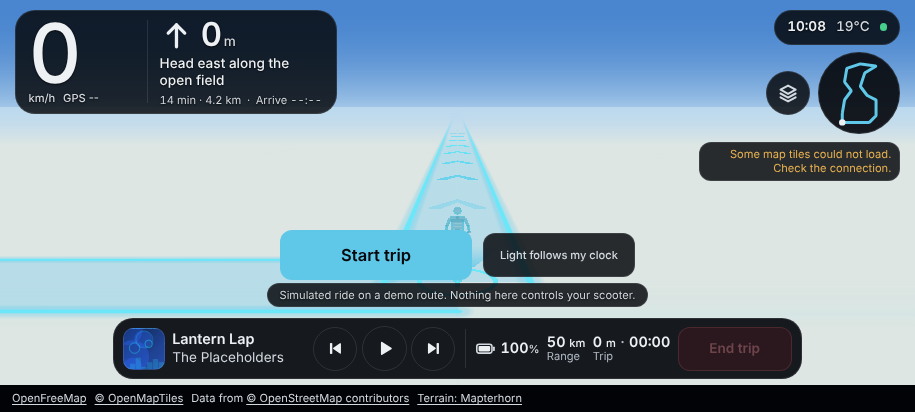 0
km/h GPS --
0 m
Head east along the
open field
14 min · 4.2 km · Arrive --:--
10:08 19°C
Some map tiles could not load.
Check the connection.
Start trip
Light follows my clock
Simulated ride on a demo route. Nothing here controls your scooter.
Lantern Lap
The Placeholders
100%
50 km
Range
0 m · 00:00
Trip
End trip
OpenFreeMap © OpenMapTiles Data from © OpenStreetMap contributors Terrain: Mapterhorn